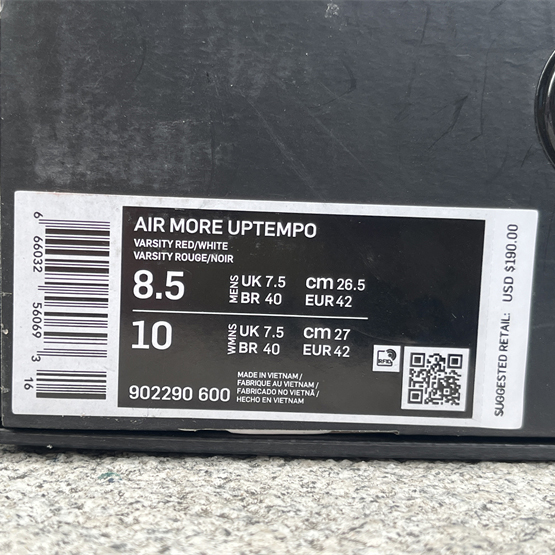 AIR MORE UPTEMPO
VARSITY RED/WHITE
VARSITY ROUGE/NOIR
8.5 MENS UK 7.5 cm 26.5
BR 40 EUR 42
10 WMNS UK 7.5 cm 27
BR 40 EUR 42
RFID
MADE IN VIETNAM /
FABRIQUE AU VIETNAM /
FABRICADO NO VIETNÃ /
HECHO EN VIETNAM
902290 600
6 66032 56069 3
16
SUGGESTED RETAIL: USD $190.00